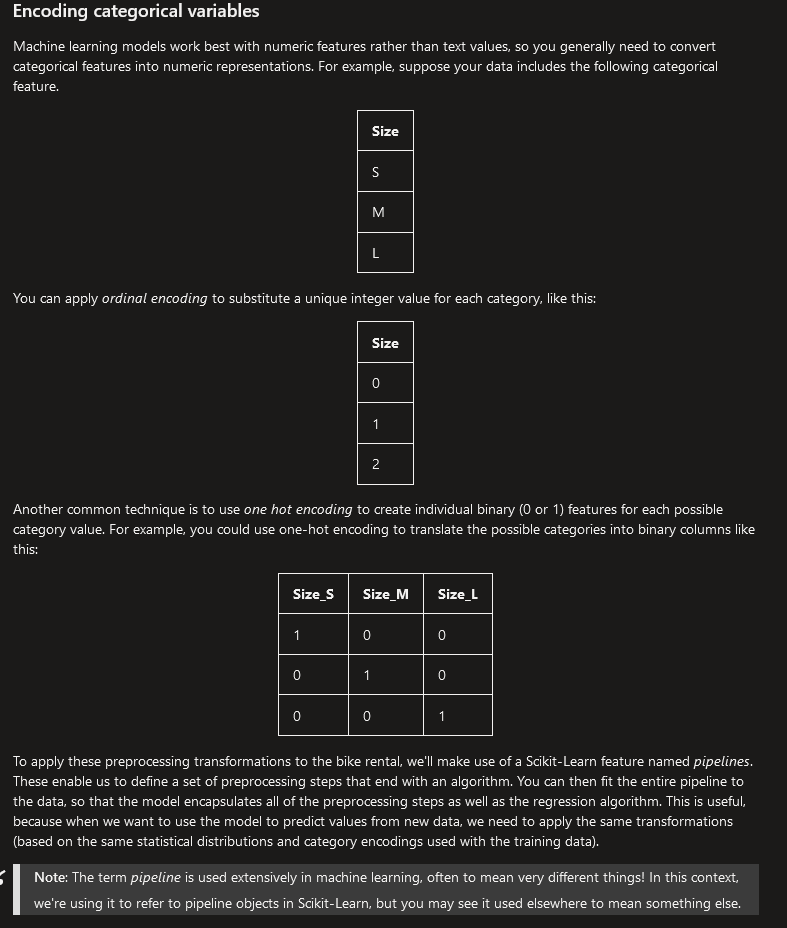 Encoding categorical variables
Machine learning models work best with numeric features rather than text values, so you generally need to convert
categorical features into numeric representations. For example, suppose your data includes the following categorical
feature.
Size
S
M
L
You can apply ordinal encoding to substitute a unique integer value for each category, like this:
Size
0
1
2
Another common technique is to use one hot encoding to create individual binary (0 or 1) features for each possible
category value. For example, you could use one-hot encoding to translate the possible categories into binary columns like
this:
Size_S Size_M Size_L
1 0 0
0 1 0
0 0 1
To apply these preprocessing transformations to the bike rental, we'll make use of a Scikit-Learn feature named pipelines.
These enable us to define a set of preprocessing steps that end with an algorithm. You can then fit the entire pipeline to
the data, so that the model encapsulates all of the preprocessing steps as well as the regression algorithm. This is useful,
because when we want to use the model to predict values from new data, we need to apply the same transformations
(based on the same statistical distributions and category encodings used with the training data).
Note: The term pipeline is used extensively in machine learning, often to mean very different things! In this context,
we're using it to refer to pipeline objects in Scikit-Learn, but you may see it used elsewhere to mean something else.